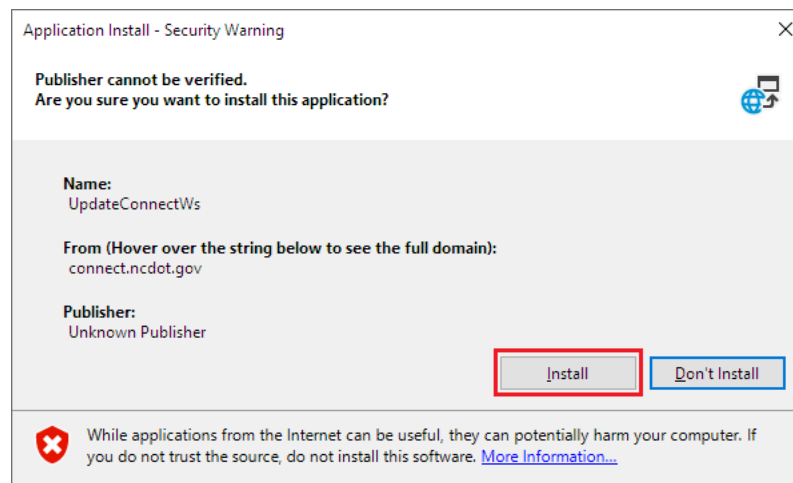 Application Install - Security Warning
Publisher cannot be verified.
Are you sure you want to install this application?
Name:
UpdateConnectWs
From (Hover over the string below to see the full domain):
connect.ncdot.gov
Publisher:
Unknown Publisher
Install
Don't Install
While applications from the Internet can be useful, they can potentially harm your computer. If
you do not trust the source, do not install this software. More Information...